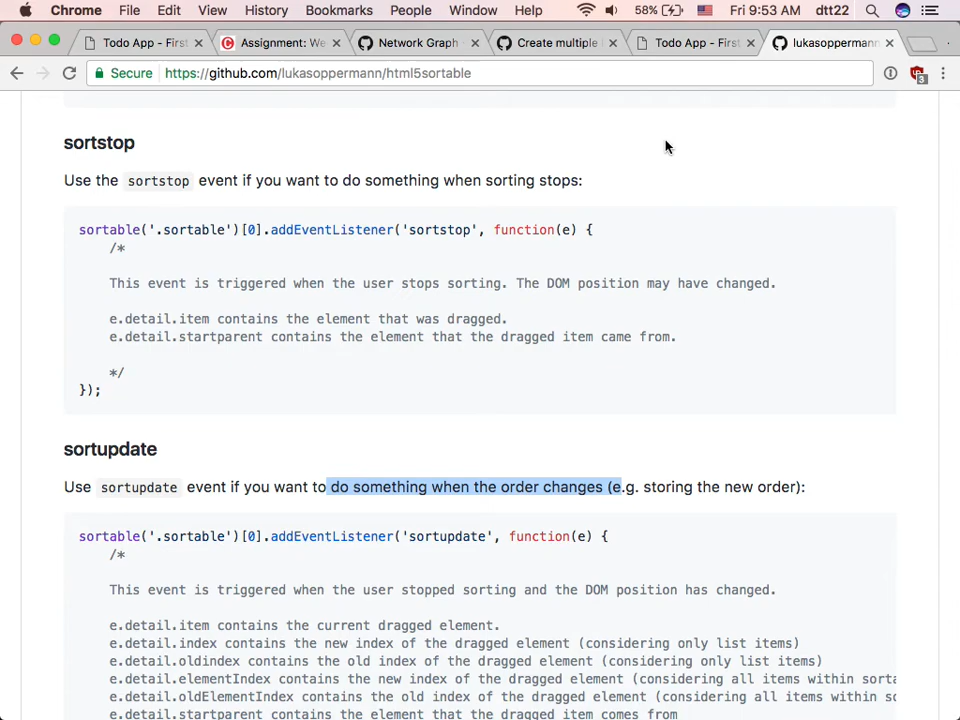 Chrome File Edit View History Bookmarks People Window Help 58% Fri 9:53 AM dtt22
Todo App - First
Assignment: We
Network Graph
Create multiple
Todo App - First
lukasoppermann
Secure https://github.com/lukasoppermann/html5sortable
3
sortstop
Use the sortstop event if you want to do something when sorting stops:
sortable('.sortable')[0].addEventListener('sortstop', function(e) {
/*
This event is triggered when the user stops sorting. The DOM position may have changed.
e.detail.item contains the element that was dragged.
e.detail.startparent contains the element that the dragged item came from.
*/
});
sortupdate
Use sortupdate event if you want to do something when the order changes (e.g. storing the new order):
sortable('.sortable')[0].addEventListener('sortupdate', function(e) {
/*
This event is triggered when the user stopped sorting and the DOM position has changed.
e.detail.item contains the current dragged element.
e.detail.index contains the new index of the dragged element (considering only list items)
e.detail.oldindex contains the old index of the dragged element (considering only list items)
e.detail.elementIndex contains the new index of the dragged element (considering all items within sorta
e.detail.oldElementIndex contains the old index of the dragged element (considering all items within so
e.detail.startparent contains the element that the dragged item comes from